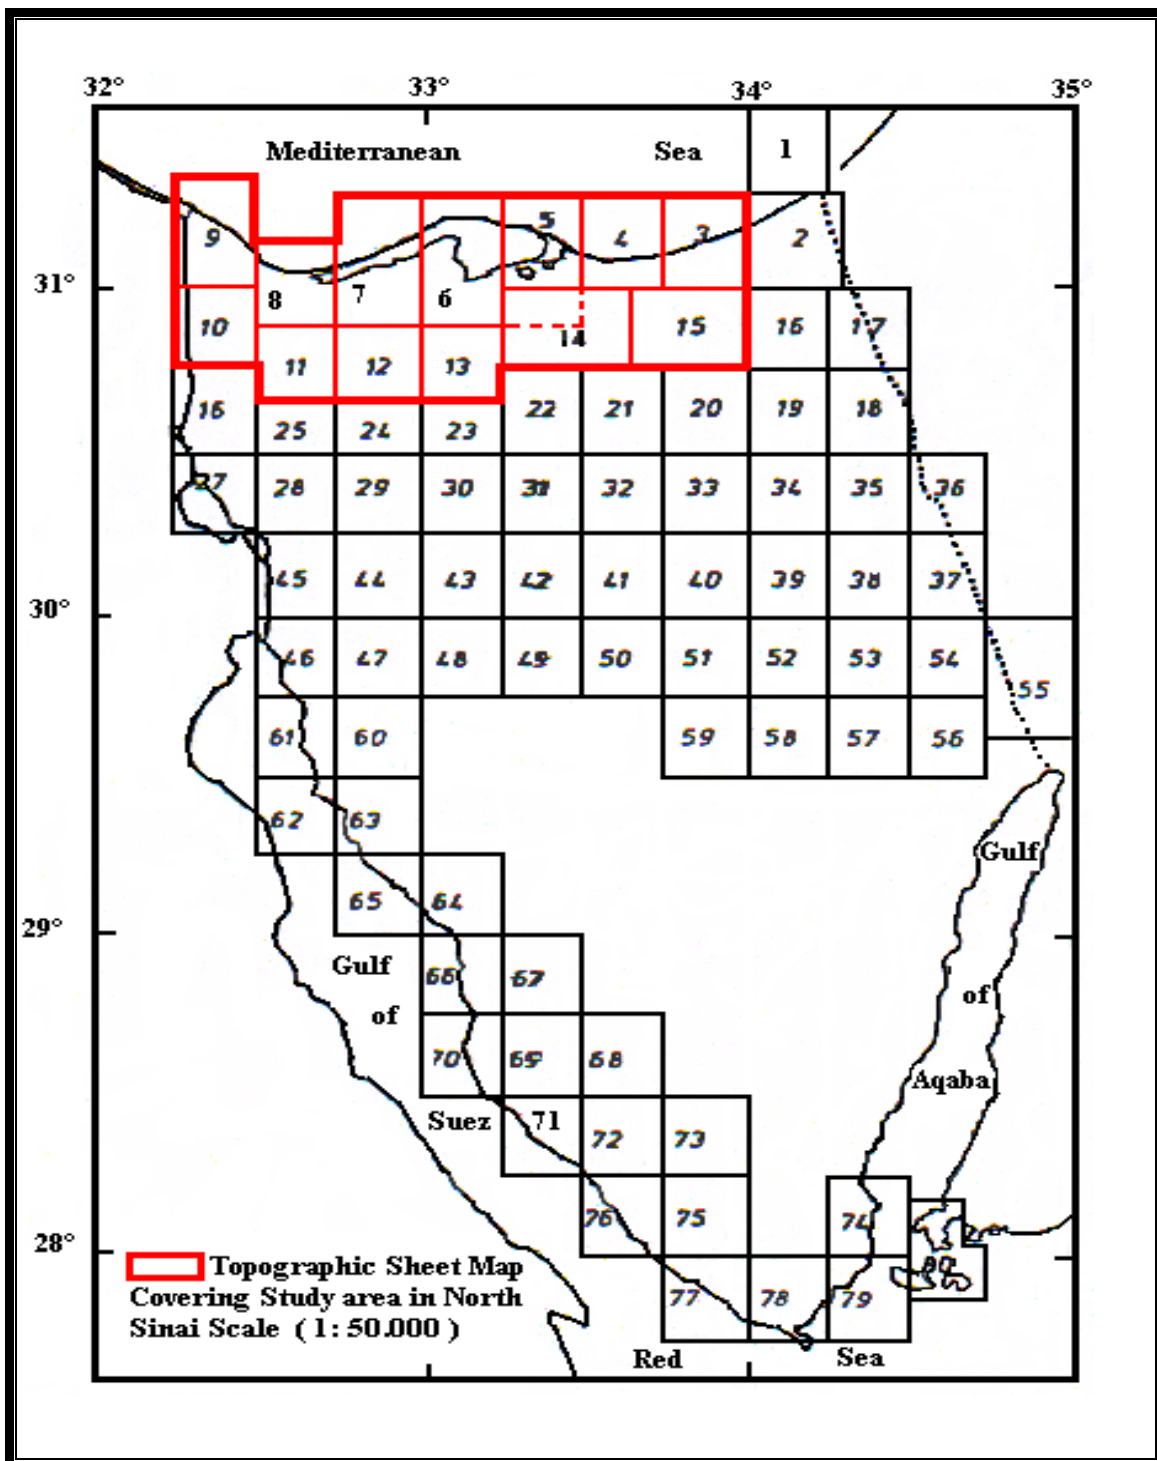 32° 33° 34° 35°
Mediterranean Sea 1
9 5 4 3 2
31°
8 7 6
10 14 15 16 17
11 12 13
16 25 24 23 22 21 20 19 18
27 28 29 30 31 32 33 34 35 36
45 44 43 42 41 40 39 38 37
30°
46 47 48 49 50 51 52 53 54
55
61 60 59 58 57 56
62 63
Gulf
65 64
29°
Gulf 66 67
of of
70 69 68
Aqaba
Suez 71
72 73
76 75 74
28°
80
Topographic Sheet Map
Covering Study area in North
Sinai Scale ( 1: 50.000 )
77 78 79
Red Sea